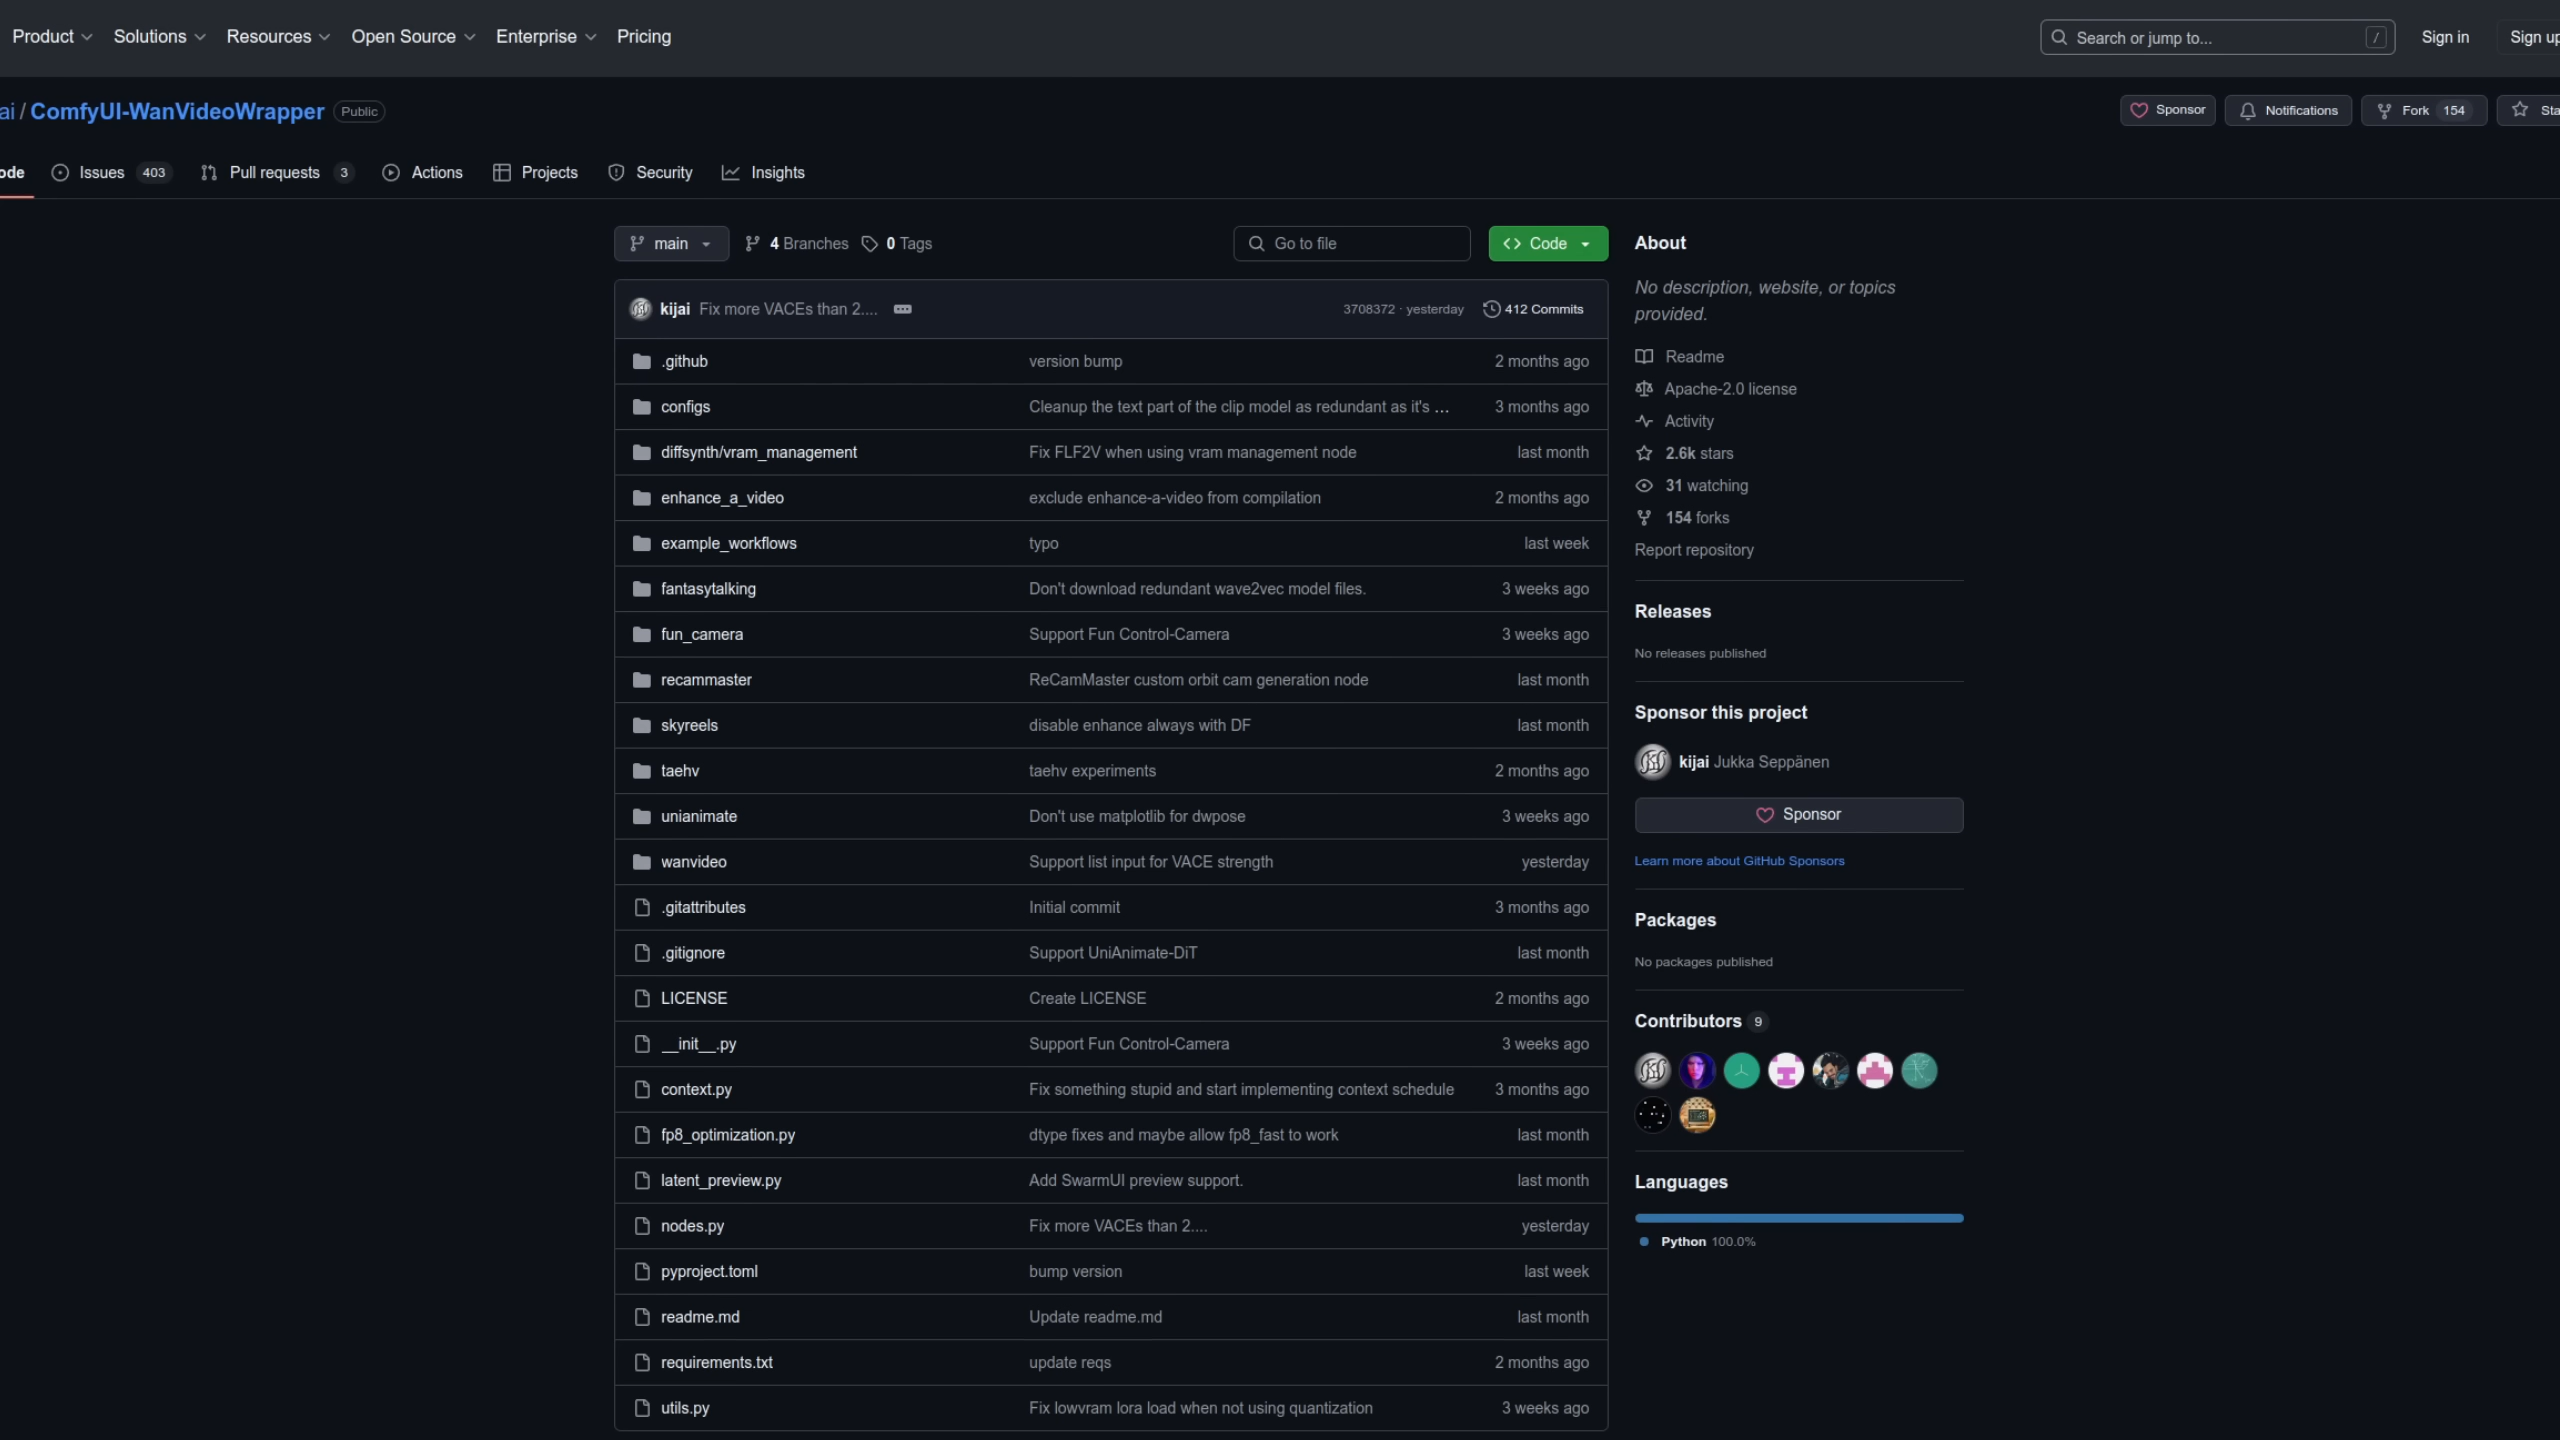 Product Solutions Resources Open Source Enterprise Pricing Search or jump to... / Sign in Sign up
ai / ComfyUI-WanVideoWrapper Public Sponsor Notifications Fork 154 Sta
ode Issues 403 Pull requests 3 Actions Projects Security Insights
main 4 Branches 0 Tags Go to file Code
kijai Fix more VACEs than 2.... 3708372 · yesterday 412 Commits
.github version bump 2 months ago
configs Cleanup the text part of the clip model as redundant as it's ... 3 months ago
diffsynth/vram_management Fix FLF2V when using vram management node last month
enhance_a_video exclude enhance-a-video from compilation 2 months ago
example_workflows typo last week
fantasytalking Don't download redundant wave2vec model files. 3 weeks ago
fun_camera Support Fun Control-Camera 3 weeks ago
recammaster ReCamMaster custom orbit cam generation node last month
skyreels disable enhance always with DF last month
taehv taehv experiments 2 months ago
unianimate Don't use matplotlib for dwpose 3 weeks ago
wanvideo Support list input for VACE strength yesterday
.gitattributes Initial commit 3 months ago
.gitignore Support UniAnimate-DiT last month
LICENSE Create LICENSE 2 months ago
__init__.py Support Fun Control-Camera 3 weeks ago
context.py Fix something stupid and start implementing context schedule 3 months ago
fp8_optimization.py dtype fixes and maybe allow fp8_fast to work last month
latent_preview.py Add SwarmUI preview support. last month
nodes.py Fix more VACEs than 2.... yesterday
pyproject.toml bump version last week
readme.md Update readme.md last month
requirements.txt update reqs 2 months ago
utils.py Fix lowvram lora load when not using quantization 3 weeks ago
About
No description, website, or topics
provided.
Readme
Apache-2.0 license
Activity
2.6k stars
31 watching
154 forks
Report repository
Releases
No releases published
Sponsor this project
kijai Jukka Seppänen
Sponsor
Learn more about GitHub Sponsors
Packages
No packages published
Contributors 9
Languages
Python 100.0%